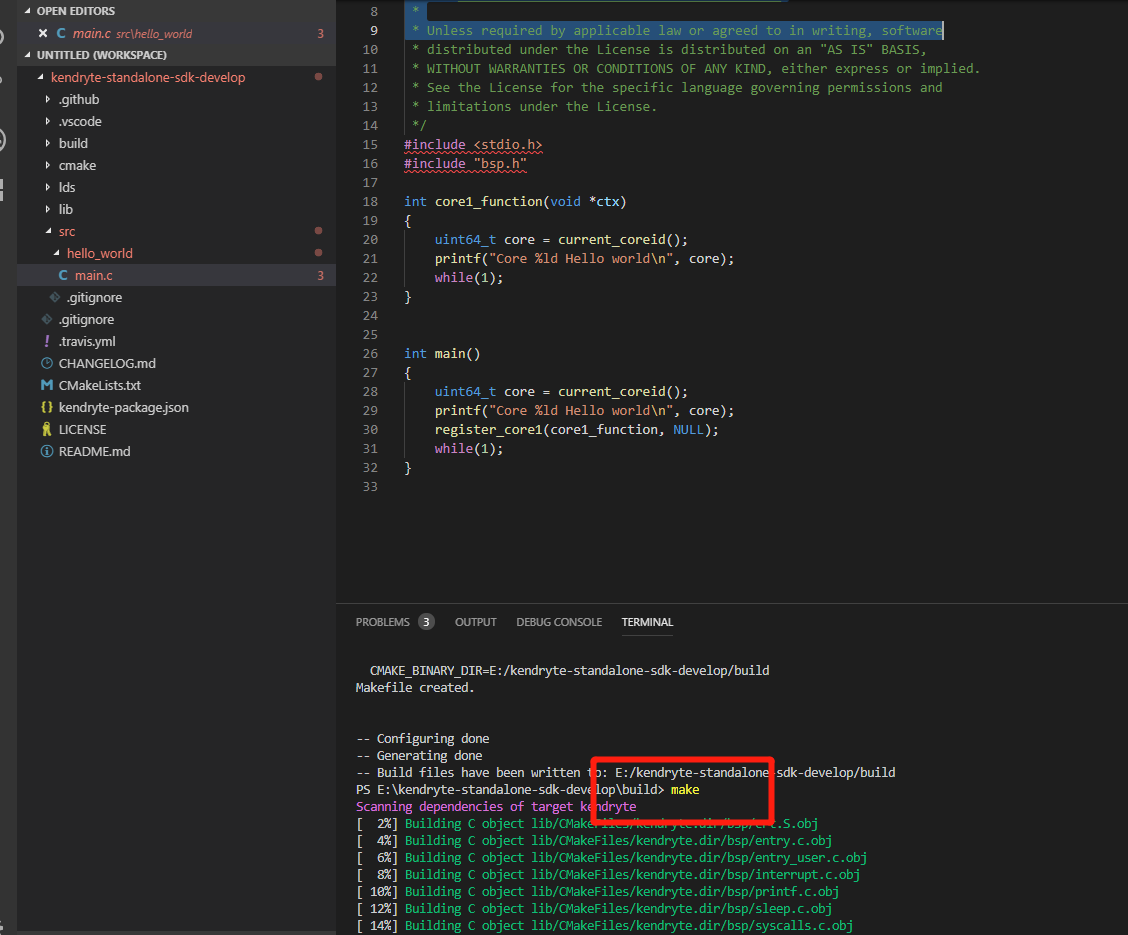 OPEN EDITORS
main.c src\hello_world 3
UNTITLED (WORKSPACE)
kendryte-standalone-sdk-develop
.github
.vscode
build
cmake
lds
lib
src
hello_world
C main.c 3
.gitignore
.gitignore
! .travis.yml
CHANGELOG.md
M CMakeLists.txt
{} kendryte-package.json
LICENSE
README.md
8 *
9 * Unless required by applicable law or agreed to in writing, software
10 * distributed under the License is distributed on an "AS IS" BASIS,
11 * WITHOUT WARRANTIES OR CONDITIONS OF ANY KIND, either express or implied.
12 * See the License for the specific language governing permissions and
13 * limitations under the License.
14 */
15 #include <stdio.h>
16 #include "bsp.h"
17
18 int core1_function(void *ctx)
19 {
20 uint64_t core = current_coreid();
21 printf("Core %ld Hello world\n", core);
22 while(1);
23 }
24
25
26 int main()
27 {
28 uint64_t core = current_coreid();
29 printf("Core %ld Hello world\n", core);
30 register_core1(core1_function, NULL);
31 while(1);
32 }
33
PROBLEMS 3 OUTPUT DEBUG CONSOLE TERMINAL
CMAKE_BINARY_DIR=E:/kendryte-standalone-sdk-develop/build
Makefile created.
-- Configuring done
-- Generating done
-- Build files have been written to: E:/kendryte-standalone-sdk-develop/build
PS E:\kendryte-standalone-sdk-develop\build> make
Scanning dependencies of target kendryte
[  2%] Building C object lib/CMakeFiles/kendryte.dir/bsp/crt.S.obj
[  4%] Building C object lib/CMakeFiles/kendryte.dir/bsp/entry.c.obj
[  6%] Building C object lib/CMakeFiles/kendryte.dir/bsp/entry_user.c.obj
[  8%] Building C object lib/CMakeFiles/kendryte.dir/bsp/interrupt.c.obj
[ 10%] Building C object lib/CMakeFiles/kendryte.dir/bsp/printf.c.obj
[ 12%] Building C object lib/CMakeFiles/kendryte.dir/bsp/sleep.c.obj
[ 14%] Building C object lib/CMakeFiles/kendryte.dir/bsp/syscalls.c.obj